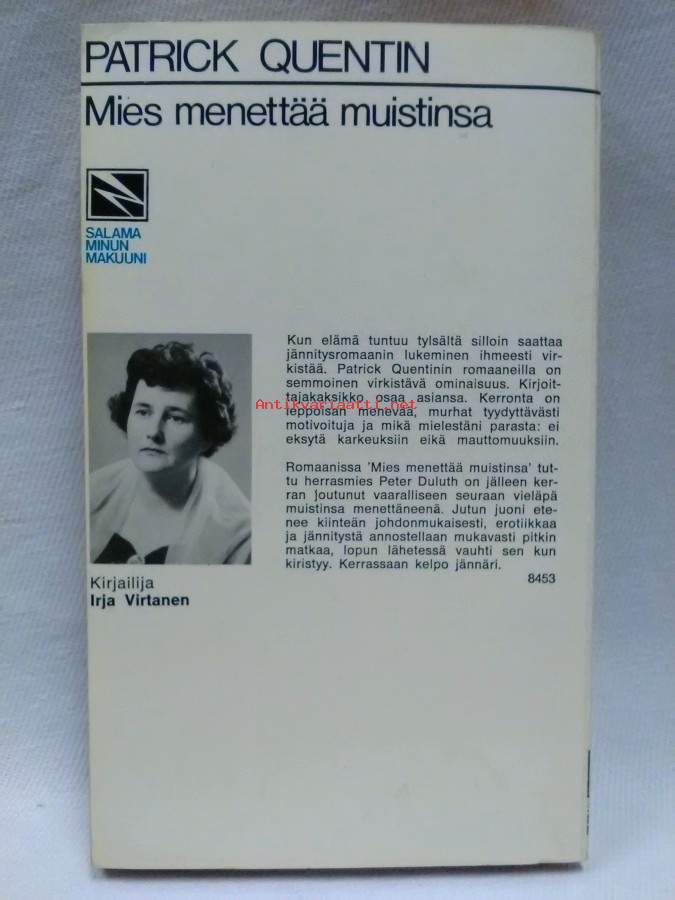 PATRICK QUENTIN
Mies menettää muistinsa
SALAMA
MINUN
MAKUUNI
Kun elämä tuntuu tylsältä silloin saattaa
jännitysromaanin lukeminen ihmeesti vir-
kistää. Patrick Quentinin romaaneilla on
semmoinen virkistävä ominaisuus. Kirjoit-
tajakaksikko osaa asiansa. Kerronta on
Antikvariaatti.net
leppoisan menevää, murhat tyydyttävästi
motivoituja ja mikä mielestäni parasta: ei
eksytä karkeuksiin eikä mauttomuuksiin.
Romaanissa 'Mies menettää muistinsa' tut-
tu herrasmies Peter Duluth on jälleen ker-
ran joutunut vaaralliseen seuraan vieläpä
muistinsa menettäneenä. Jutun juoni ete-
nee kiinteän johdonmukaisesti, erotiikkaa
ja jännitystä annostellaan mukavasti pitkin
matkaa, lopun lähetessä vauhti sen kun
kiristyy. Kerrassaan kelpo jännäri.
8453
Kirjailija
Irja Virtanen